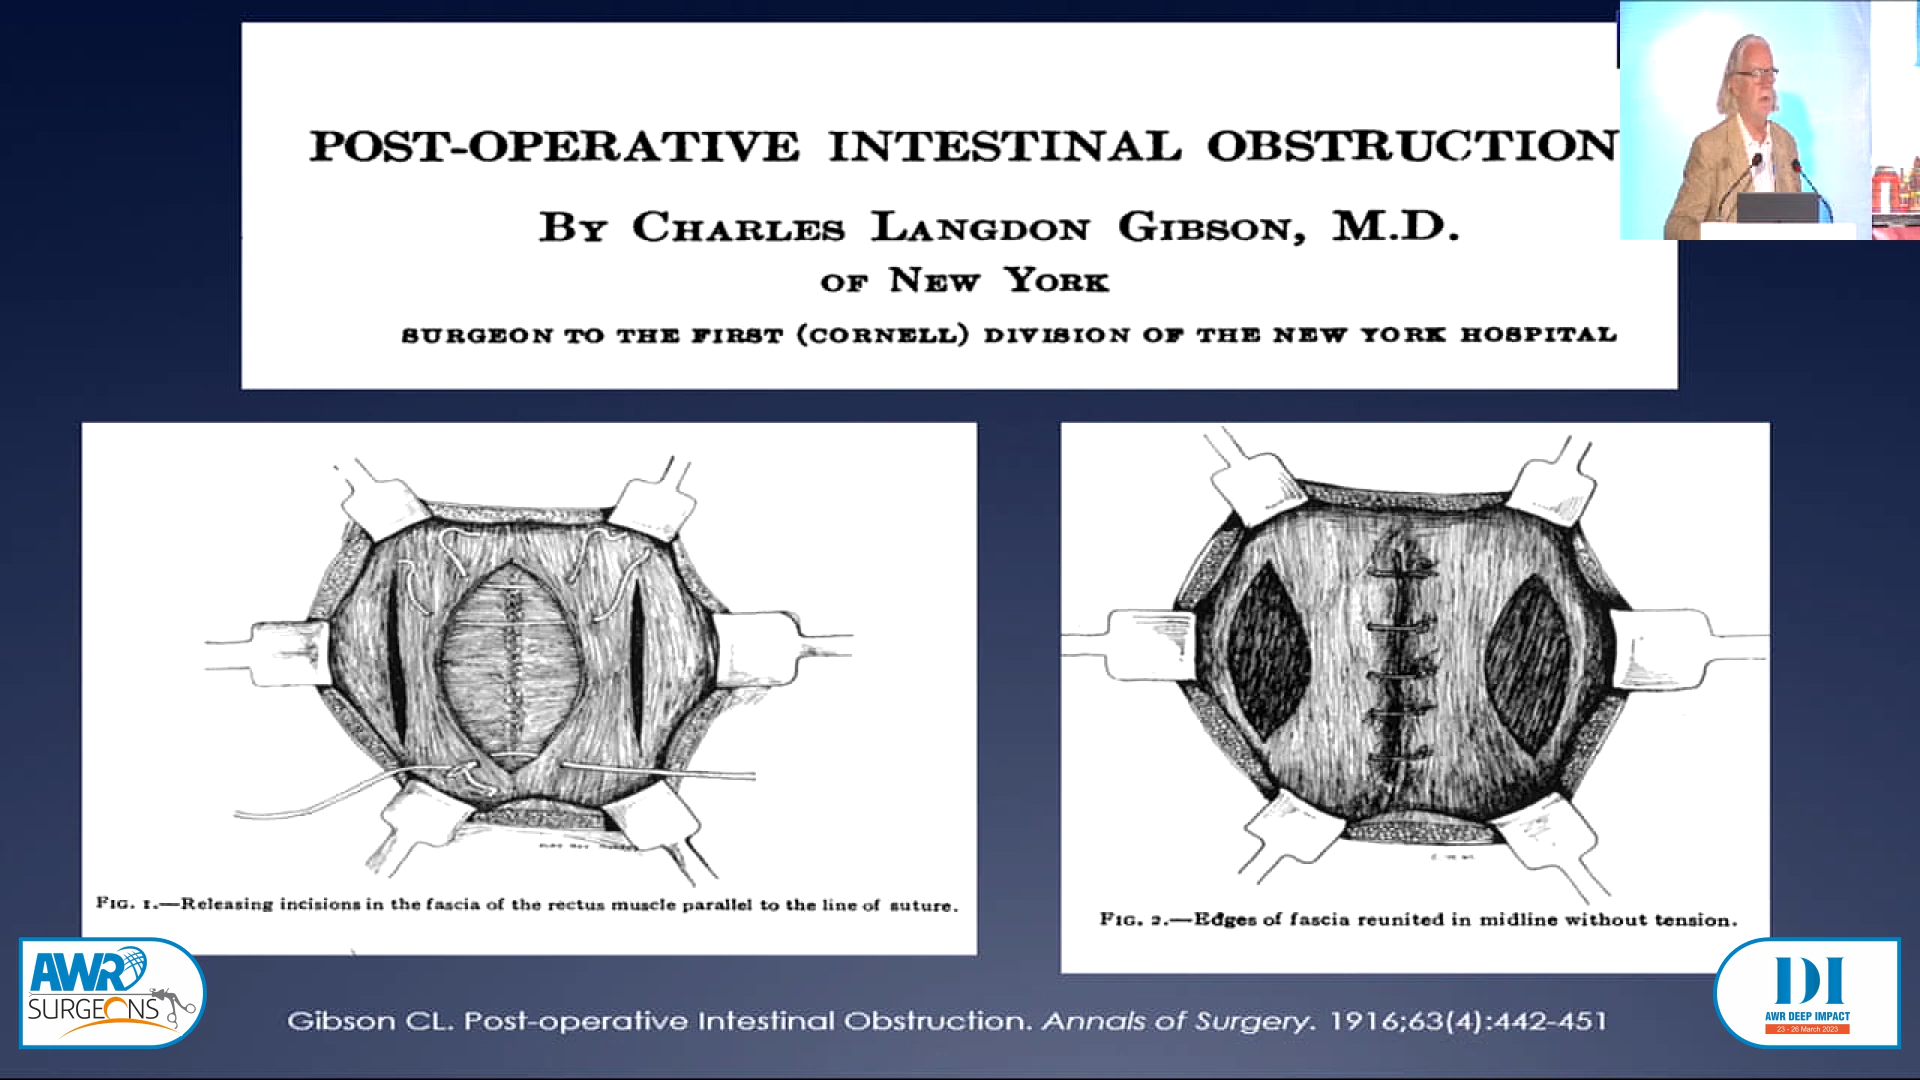 POST-OPERATIVE INTESTINAL OBSTRUCTION
BY CHARLES LANGDON GIBSON, M.D.
OF NEW YORK
SURGEON TO THE FIRST (CORNELL) DIVISION OF THE NEW YORK HOSPITAL
FIG. 1.—Releasing incisions in the fascia of the rectus muscle parallel to the line of suture.
FIG. 2.—Edges of fascia reunited in midline without tension.
AWR
SURGEONS
Gibson CL. Post-operative Intestinal Obstruction. Annals of Surgery. 1916;63(4):442-451
DI
AWR DEEP IMPACT
23 - 26 March 2023